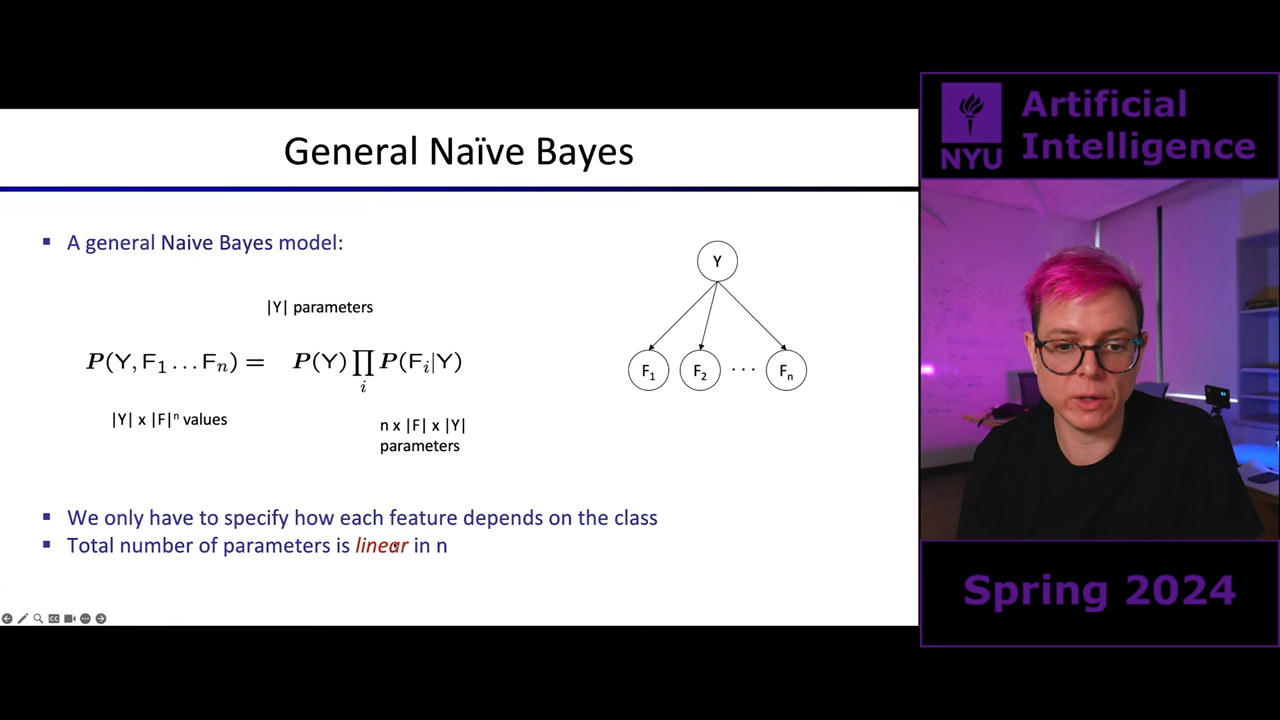 General Naïve Bayes
▪ A general Naive Bayes model:
|Y| parameters
P(Y, F₁ … Fₙ) = P(Y) ∏ᵢ P(Fᵢ|Y)
|Y| x |F|ⁿ values
n x |F| x |Y|
parameters
Y
F₁ F₂ · · · Fₙ
▪ We only have to specify how each feature depends on the class
▪ Total number of parameters is linear in n
NYU
Artificial
Intelligence
Spring 2024